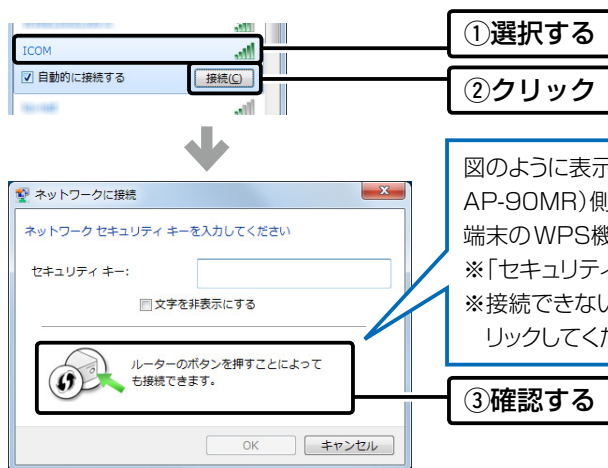 ICOM
自動的に接続する
接続(C)
①選択する
②クリック
ネットワークに接続
ネットワーク セキュリティ キーを入力してください
セキュリティ キー:
文字を非表示にする
ルーターのボタンを押すことによって
も接続できます。
OK
キャンセル
図のように表示
AP-90MR)側
端末のWPS機
※「セキュリティ
※接続できない
リックしてくだ
③確認する